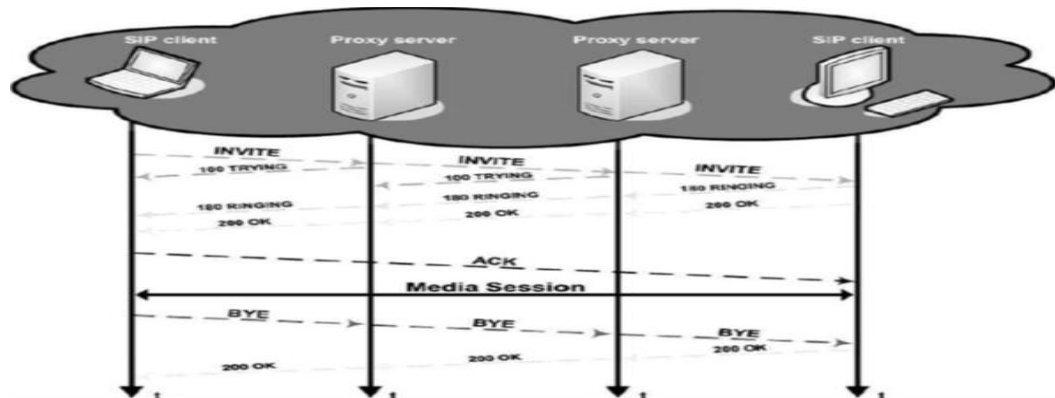 SIP client Proxy server Proxy server SIP client
INVITE
INVITE
INVITE
100 TRYING
100 TRYING
180 RINGING
180 RINGING
180 RINGING
200 OK
200 OK
200 OK
ACK
Media Session
BYE
BYE
BYE
200 OK
200 OK
200 OK
t t t t